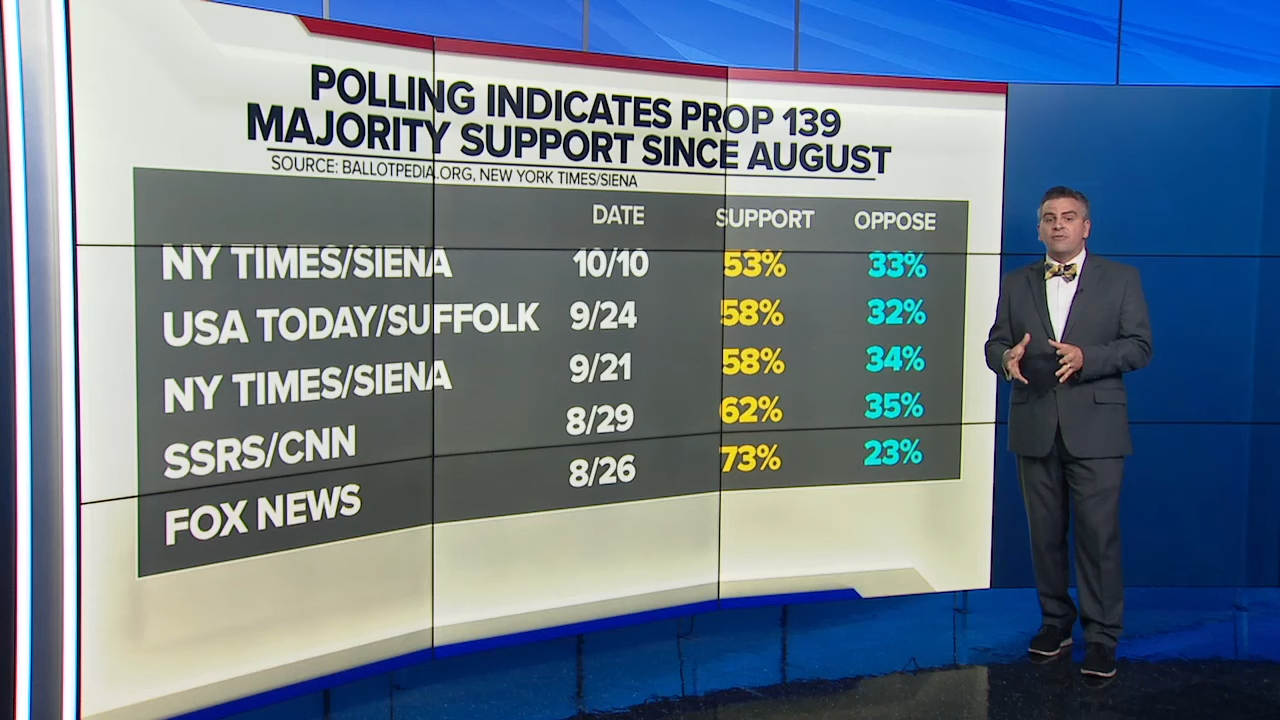 POLLING INDICATES PROP 139
MAJORITY SUPPORT SINCE AUGUST
SOURCE: BALLOTPEDIA.ORG, NEW YORK TIMES/SIENA
DATE SUPPORT OPPOSE
NY TIMES/SIENA 10/10 53% 33%
USA TODAY/SUFFOLK 9/24 58% 32%
NY TIMES/SIENA 9/21 58% 34%
SSRS/CNN 8/29 62% 35%
FOX NEWS 8/26 73% 23%